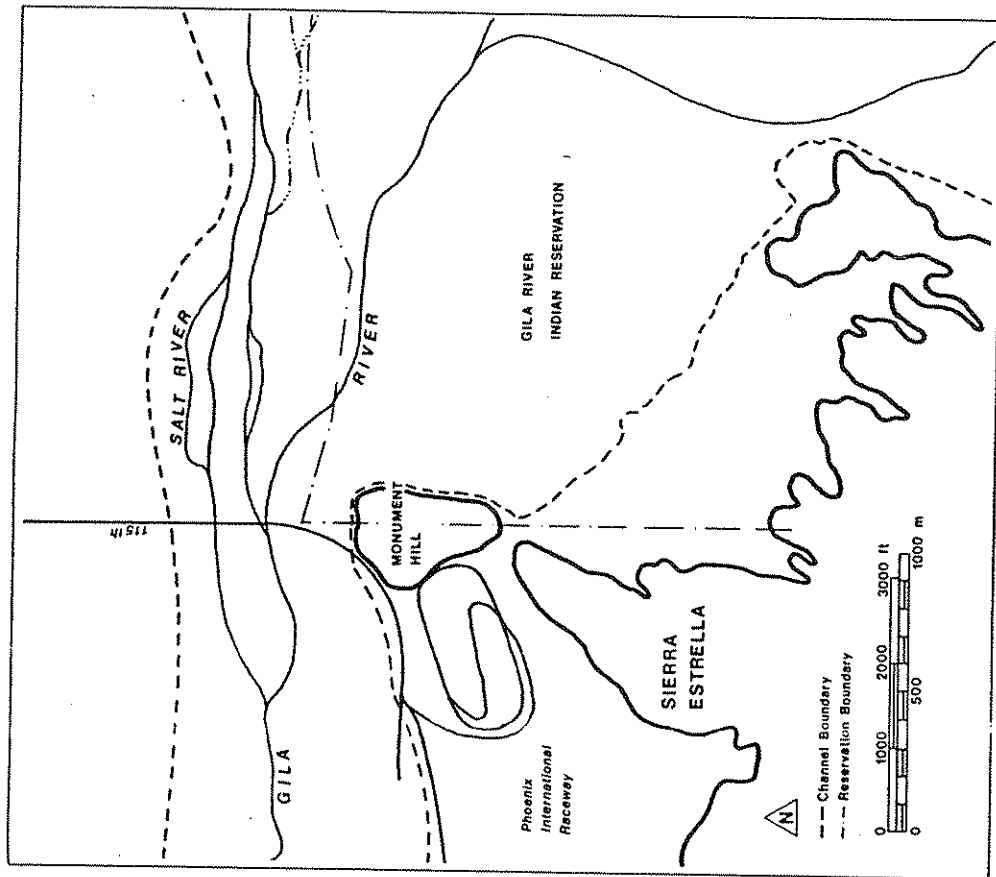 SALT RIVER
115th
GILA
RIVER
MONUMENT
HILL
GILA RIVER
INDIAN RESERVATION
SIERRA
ESTRELLA
Phoenix
International
Raceway
N
Channel Boundary
Reservation Boundary
0 1000 2000 3000 ft
0 500 1000 m